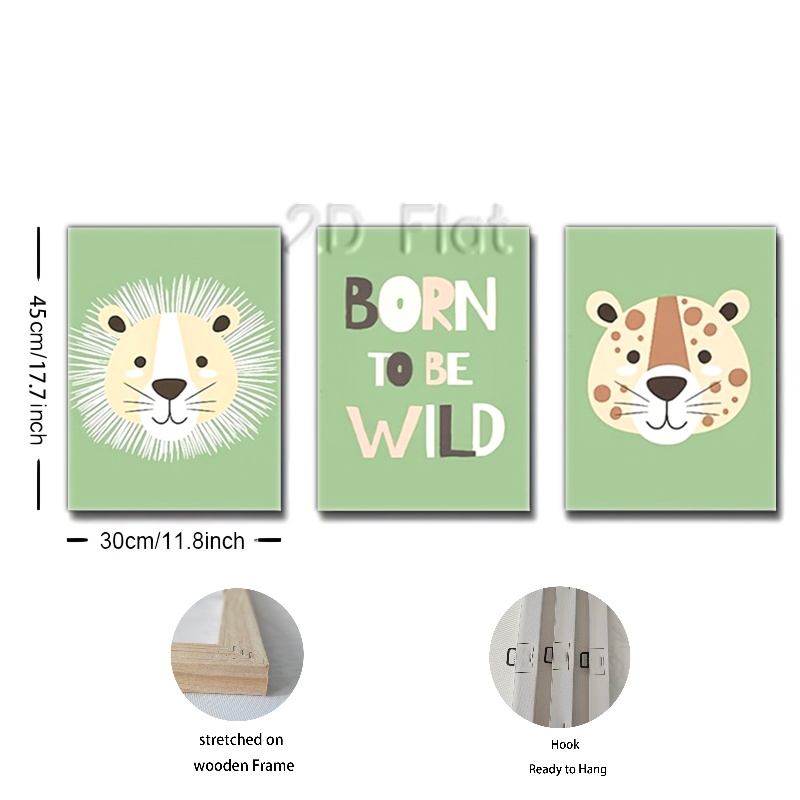 2D Flat
BORN
TO BE
WILD
45cm/17.7inch
30cm/11.8inch
stretched on
wooden Frame
Hook
Ready to Hang